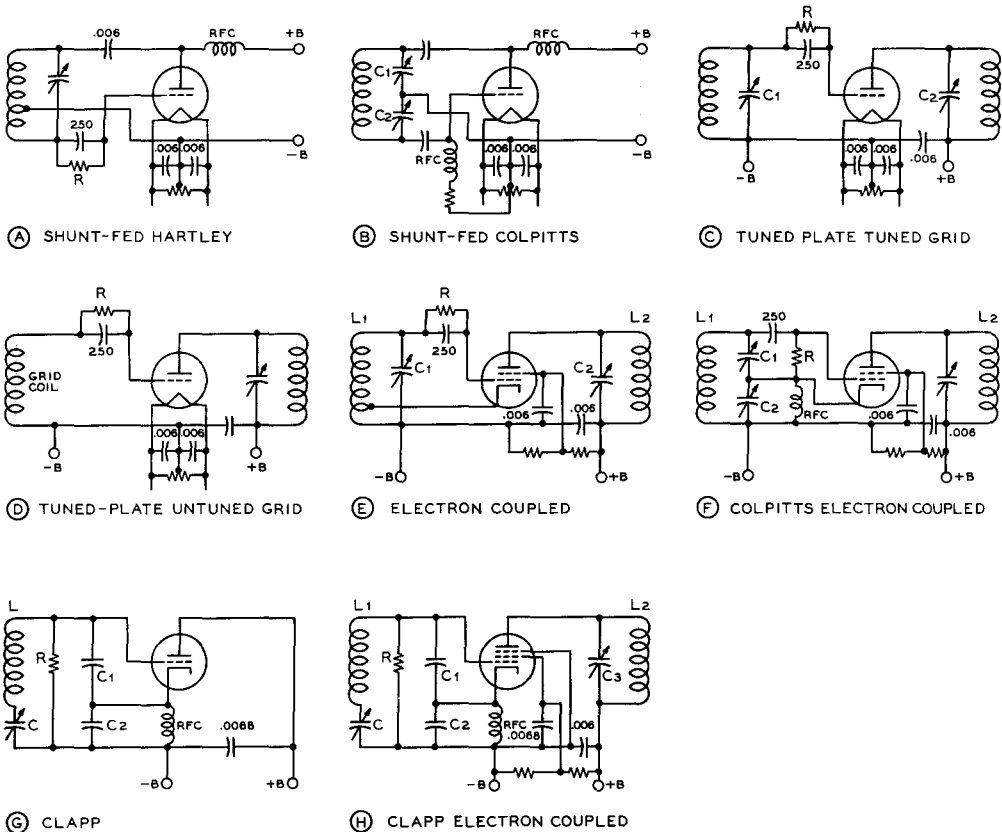 .006
RFC
+B
250
R
.006
.006
-B
Ⓐ SHUNT-FED HARTLEY
RFC
+B
C1
C2
RFC
.006
.006
-B
Ⓑ SHUNT-FED COLPITTS
R
250
C1
C2
.006
.006
.006
-B
+B
Ⓒ TUNED PLATE TUNED GRID
R
250
GRID
COIL
.006
.006
-B
+B
Ⓓ TUNED-PLATE UNTUNED GRID
R
L1
L2
250
C1
C2
.006
.006
-B
+B
Ⓔ ELECTRON COUPLED
L1
L2
250
C1
R
C2
RFC
.006
.006
-B
+B
Ⓕ COLPITTS ELECTRON COUPLED
L
R
C1
C
C2
RFC
.0068
-B
+B
Ⓖ CLAPP
L1
L2
R
C1
C3
C
C2
RFC
.0068
.006
-B
+B
Ⓗ CLAPP ELECTRON COUPLED